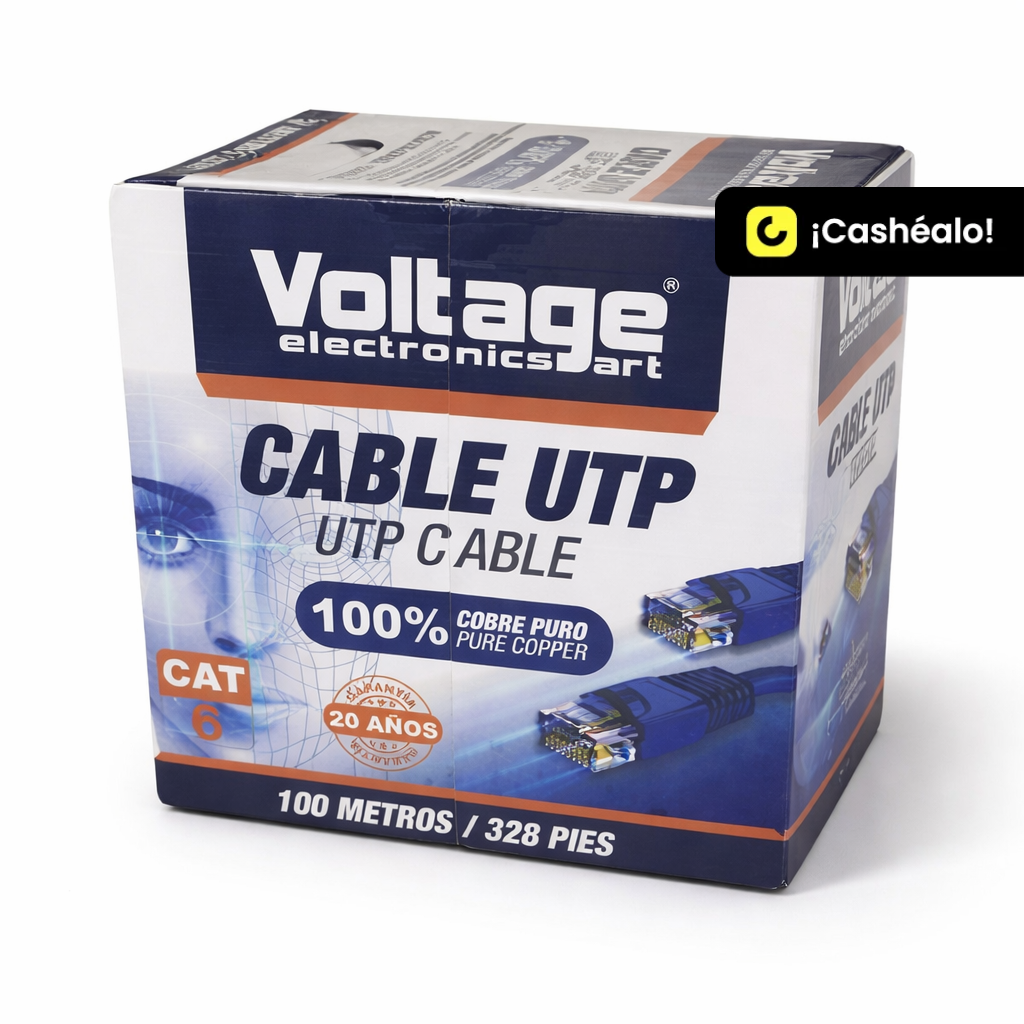 ¡Cashéalo!
Voltage®
electronics art
CABLE UTP
UTP CABLE
100% COBRE PURO
PURE COPPER
CAT
6
20 AÑOS
100 METROS / 328 PIES
CABLE UTP